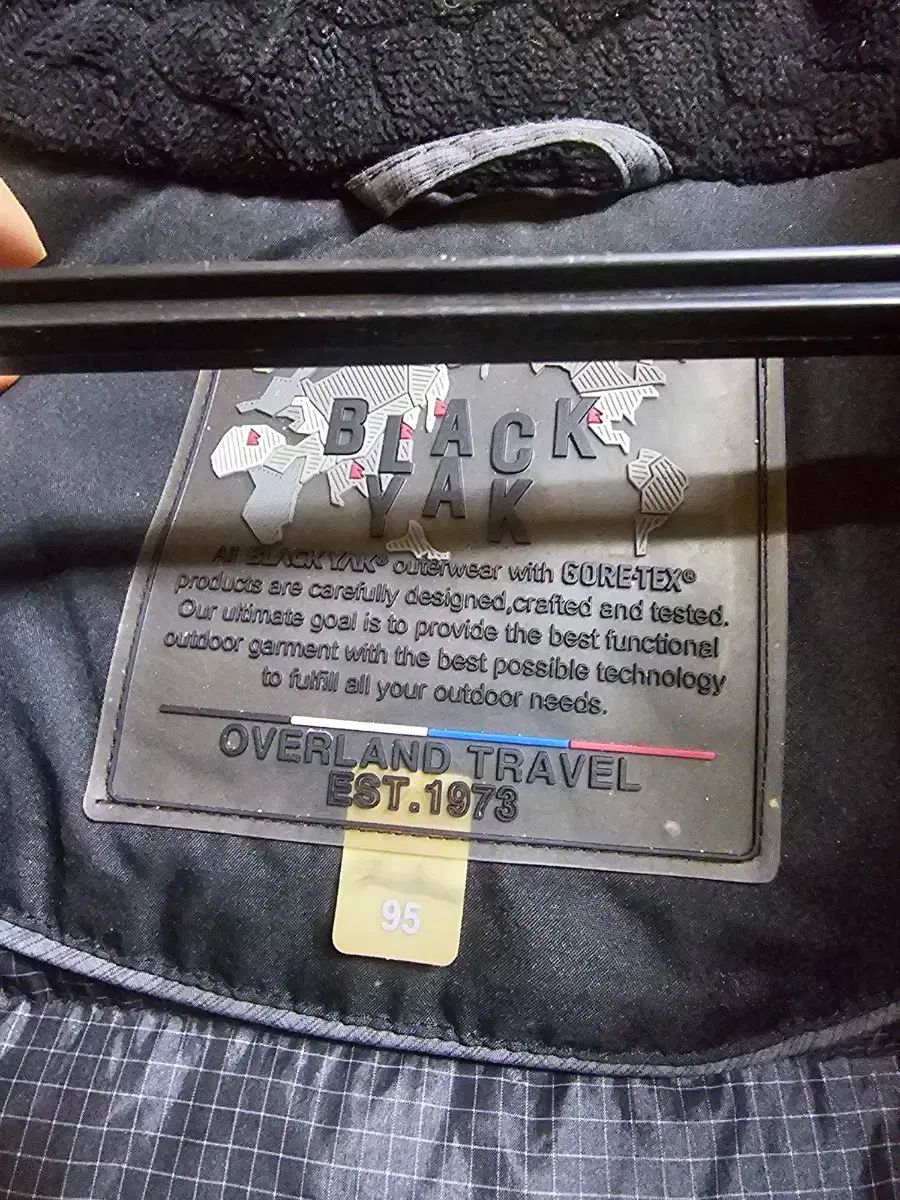 BLACK
YAK
All BLACKYAK® outerwear with GORE-TEX®
products are carefully designed,crafted and tested.
Our ultimate goal is to provide the best functional
outdoor garment with the best possible technology
to fulfill all your outdoor needs.
OVERLAND TRAVEL
EST.1973
95